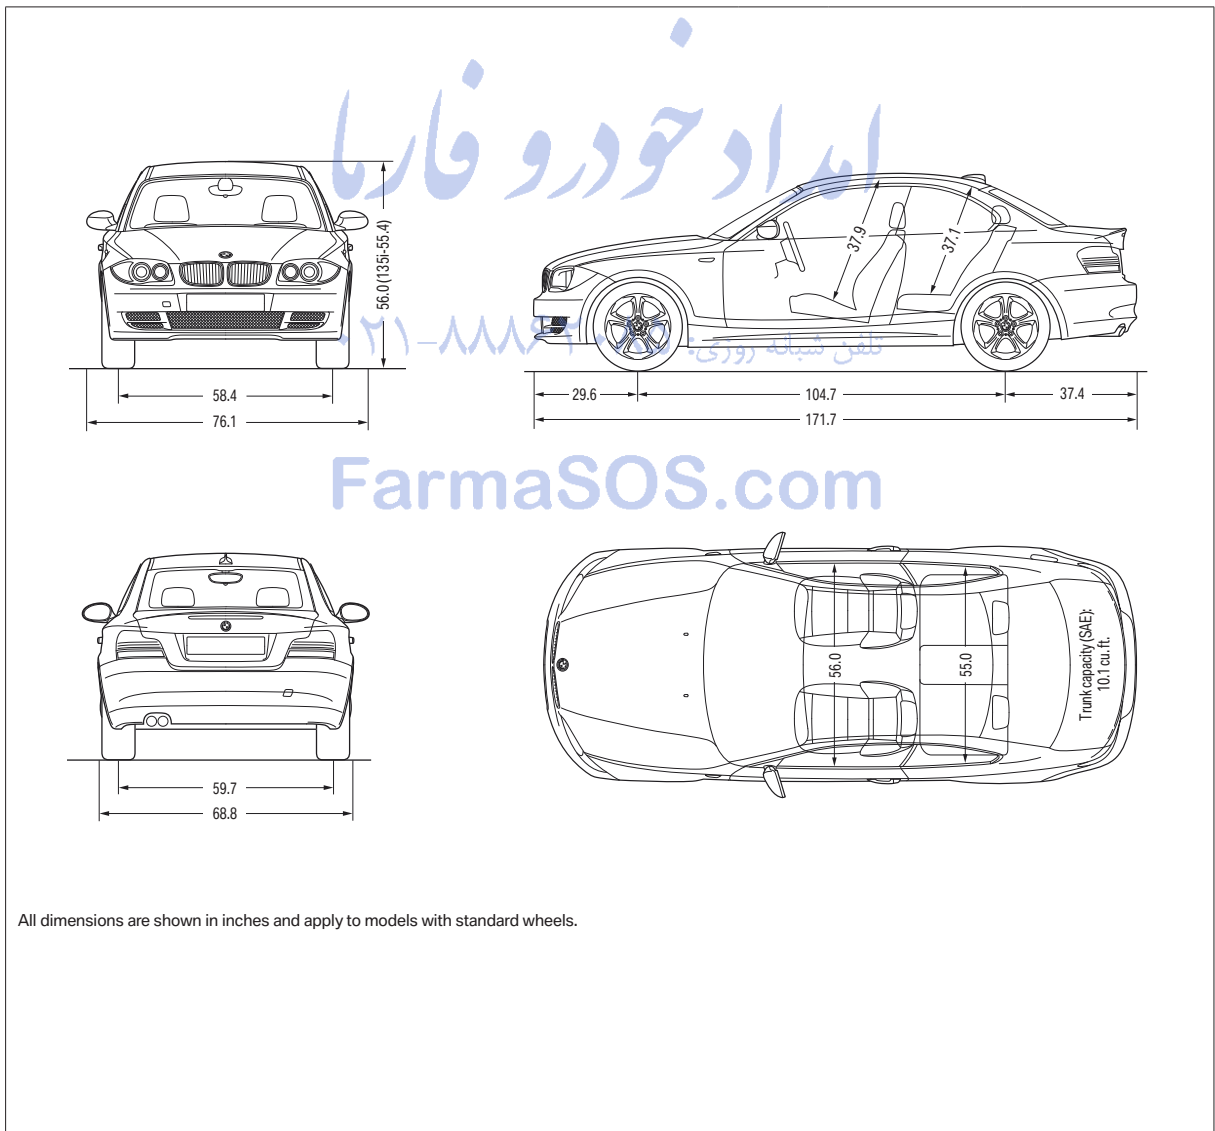 امداد خودرو فارما
56.0 (135i-55.4)
37.9
37.1
تلفن شبانه روزی:
58.4
76.1
29.6
104.7
37.4
171.7
FarmaSOS.com
56.0
55.0
Trunk capacity (SAE):
10.1 cu. ft.
59.7
68.8
All dimensions are shown in inches and apply to models with standard wheels.